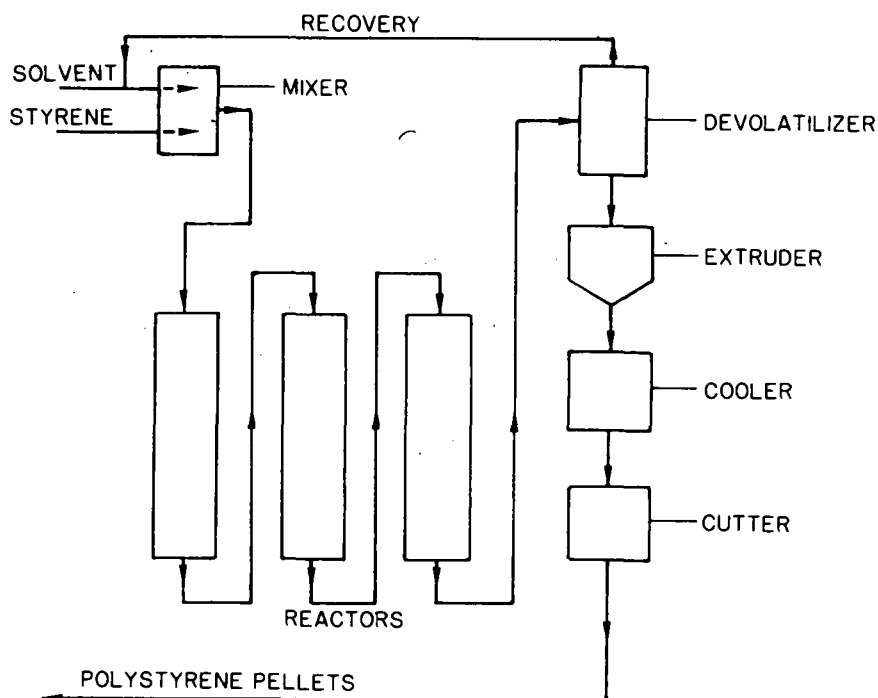 RECOVERY
SOLVENT
MIXER
STYRENE
DEVOLATILIZER
EXTRUDER
COOLER
CUTTER
REACTORS
POLYSTYRENE PELLETS